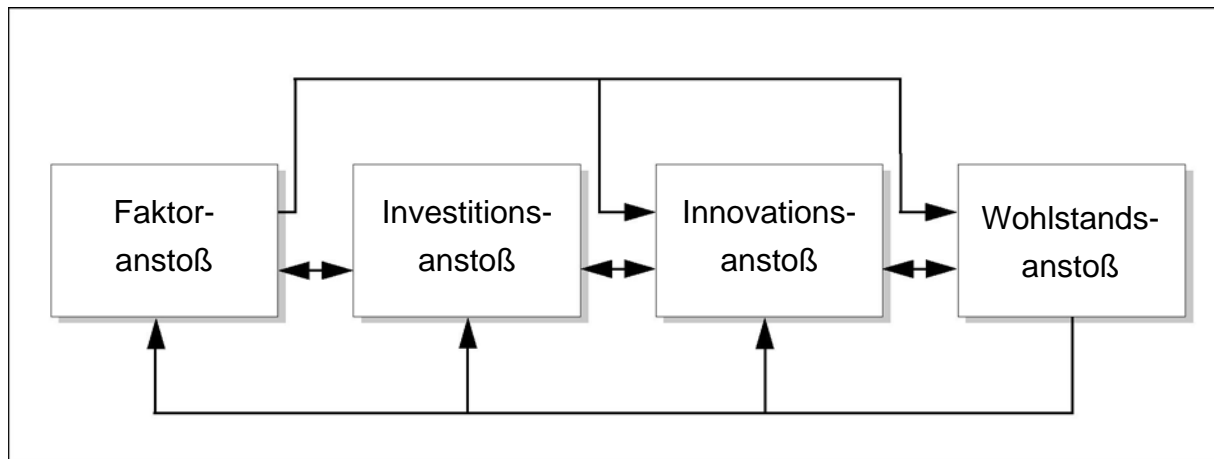 Faktor-
anstoß
Investitions-
anstoß
Innovations-
anstoß
Wohlstands-
anstoß